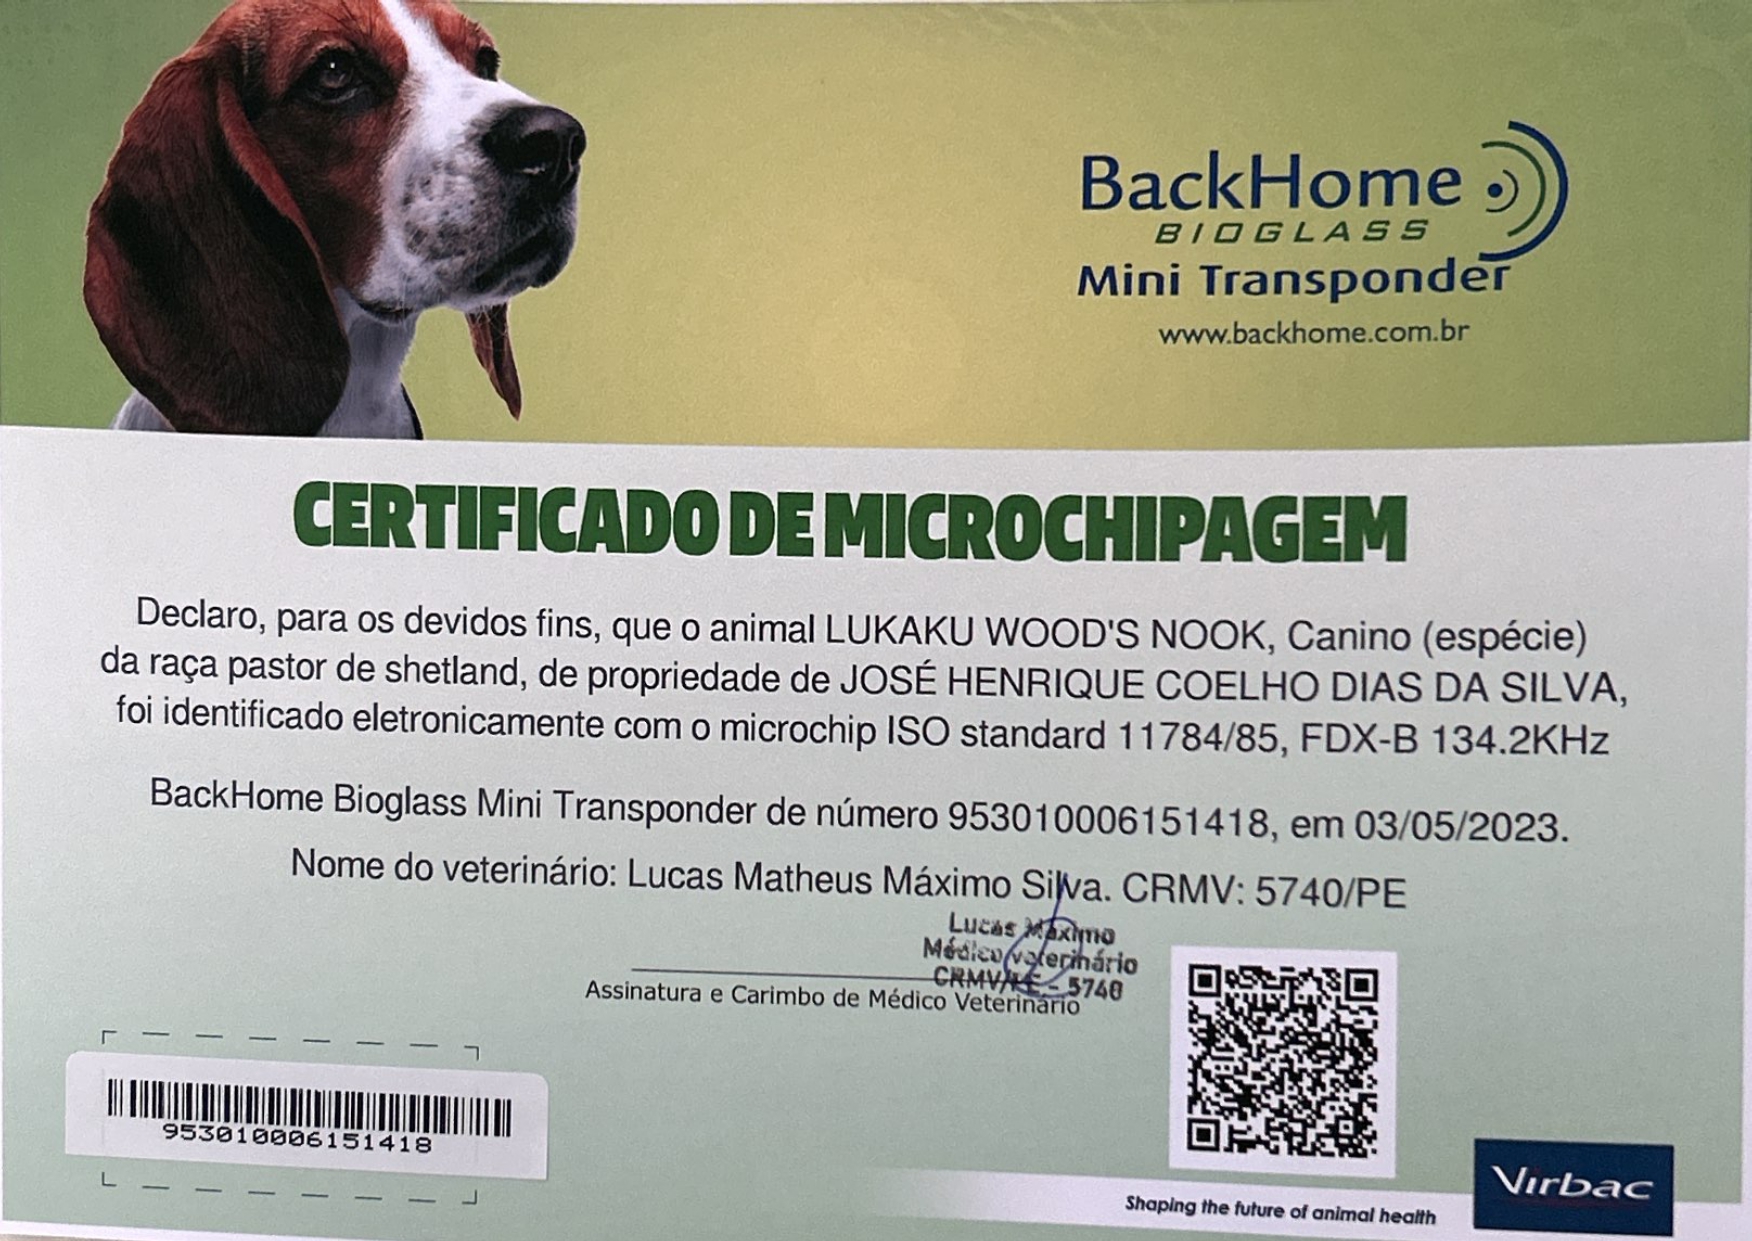 BackHome
BIOGLASS
Mini Transponder
www.backhome.com.br
CERTIFICADO DE MICROCHIPAGEM
Declaro, para os devidos fins, que o animal LUKAKU WOOD'S NOOK, Canino (espécie)
da raça pastor de shetland, de propriedade de JOSÉ HENRIQUE COELHO DIAS DA SILVA,
foi identificado eletronicamente com o microchip ISO standard 11784/85, FDX-B 134.2KHz
BackHome Bioglass Mini Transponder de número 953010006151418, em 03/05/2023.
Nome do veterinário: Lucas Matheus Máximo Silva. CRMV: 5740/PE
Lucas Máximo
Médico veterinário
CRMV/PE - 5740
Assinatura e Carimbo de Médico Veterinário
953010006151418
Shaping the future of animal health
Virbac